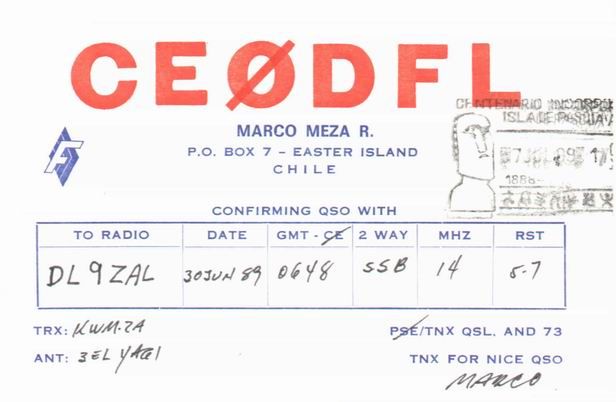 CEØDFL
MARCO MEZA R.
P.O. BOX 7 – EASTER ISLAND
CHILE
CENTENARIO INCORPO
ISLA DE PASCUA
1888-
CONFIRMING QSO WITH
TO RADIO DATE GMT - CE 2 WAY MHZ RST
DL9ZAL 30JUN89 0648 SSB 14 5-7
TRX: KWM-2A PSE/TNX QSL, AND 73
ANT: 3EL YAGI TNX FOR NICE QSO
MARCO